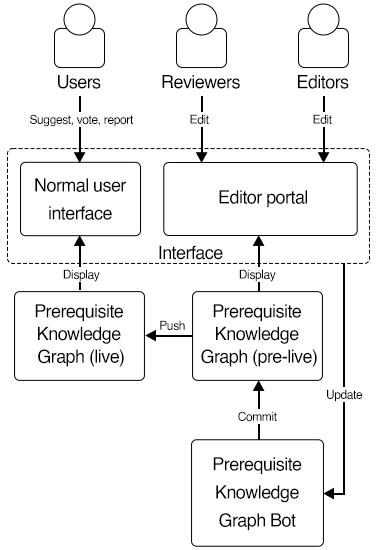 Users
Reviewers
Editors
Suggest, vote, report
Edit
Edit
Normal user
interface
Editor portal
Interface
Display
Display
Prerequisite
Knowledge
Graph (live)
Push
Prerequisite
Knowledge
Graph (pre-live)
Update
Commit
Prerequisite
Knowledge
Graph Bot